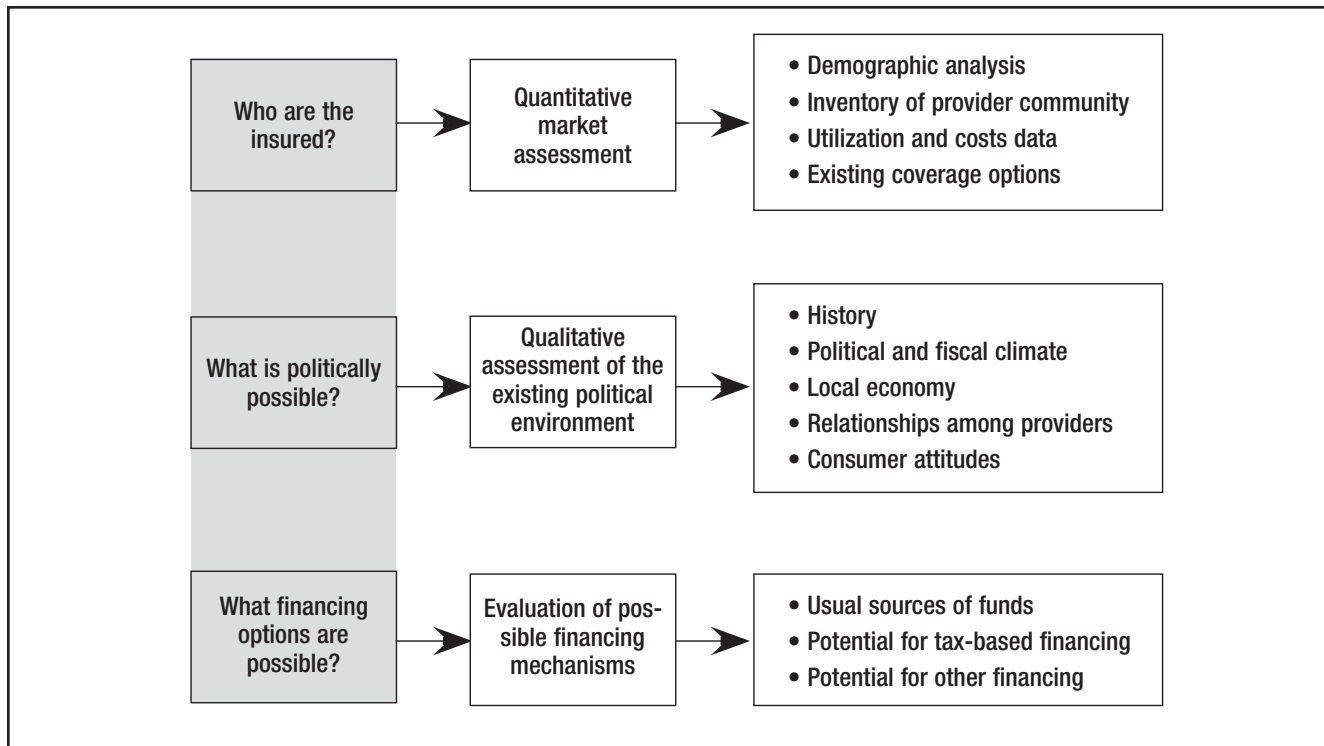 Who are the
insured?
Quantitative
market
assessment
• Demographic analysis
• Inventory of provider community
• Utilization and costs data
• Existing coverage options
What is politically
possible?
Qualitative
assessment of the
existing political
environment
• History
• Political and fiscal climate
• Local economy
• Relationships among providers
• Consumer attitudes
What financing
options are
possible?
Evaluation of pos-
sible financing
mechanisms
• Usual sources of funds
• Potential for tax-based financing
• Potential for other financing